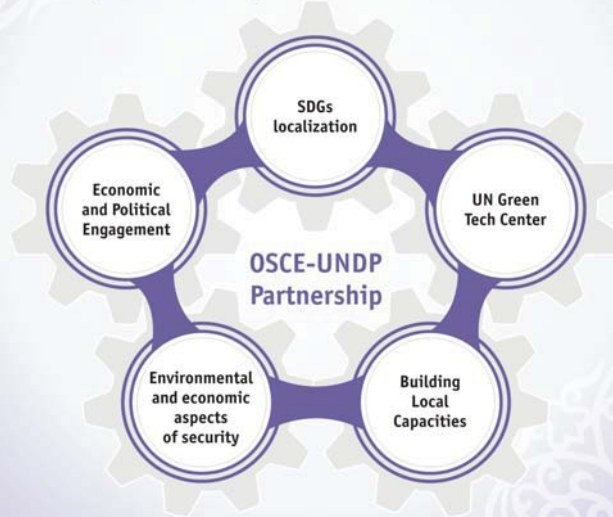 SDGs
localization
Economic
and Political
Engagement
UN Green
Tech Center
OSCE-UNDP
Partnership
Environmental
and economic
aspects
of security
Building
Local
Capacities